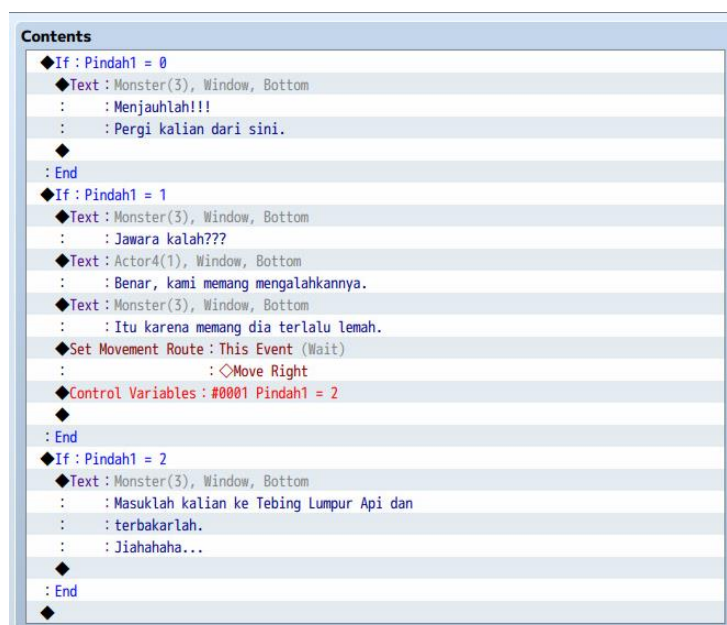 Contents
◆If：Pindah1 = 0
◆Text：Monster(3), Window, Bottom
：　：Menjauhlah!!!
：　：Pergi kalian dari sini.
◆
：End
◆If：Pindah1 = 1
◆Text：Monster(3), Window, Bottom
：　：Jawara kalah???
◆Text：Actor4(1), Window, Bottom
：　：Benar, kami memang mengalahkannya.
◆Text：Monster(3), Window, Bottom
：　：Itu karena memang dia terlalu lemah.
◆Set Movement Route：This Event (Wait)
：　：◇Move Right
◆Control Variables：#0001 Pindah1 = 2
◆
：End
◆If：Pindah1 = 2
◆Text：Monster(3), Window, Bottom
：　：Masuklah kalian ke Tebing Lumpur Api dan
：　：terbakarlah.
：　：Jiahahaha...
◆
：End
◆